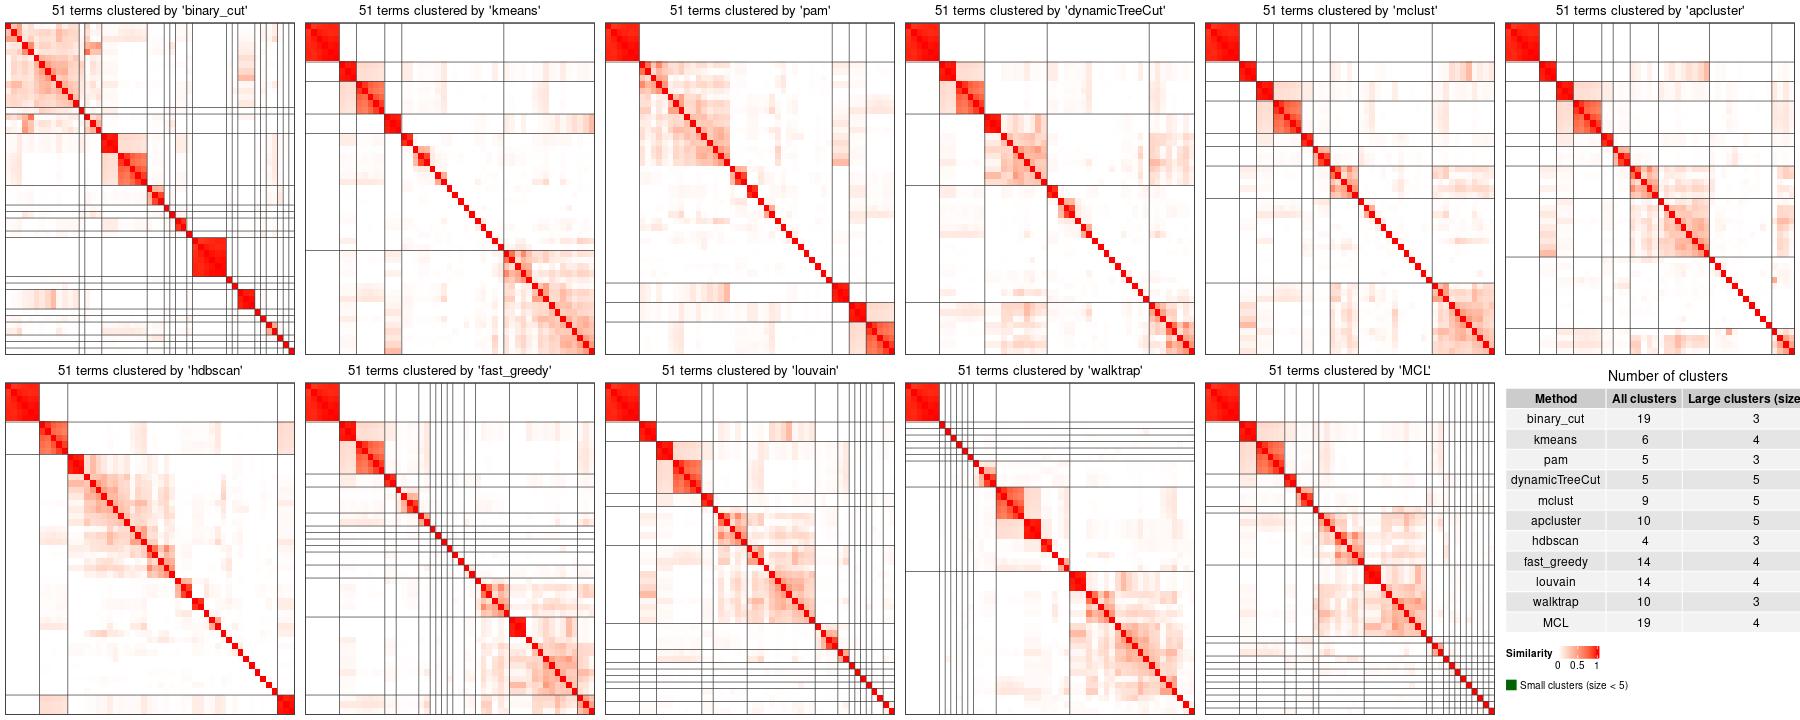 51 terms clustered by 'binary_cut'
51 terms clustered by 'kmeans'
51 terms clustered by 'pam'
51 terms clustered by 'dynamicTreeCut'
51 terms clustered by 'mclust'
51 terms clustered by 'apcluster'
51 terms clustered by 'hdbscan'
51 terms clustered by 'fast_greedy'
51 terms clustered by 'louvain'
51 terms clustered by 'walktrap'
51 terms clustered by 'MCL'
Number of clusters
Method All clusters Large clusters (size
binary_cut 19 3
kmeans 6 4
pam 5 3
dynamicTreeCut 5 5
mclust 9 5
apcluster 10 5
hdbscan 4 3
fast_greedy 14 4
louvain 14 4
walktrap 10 3
MCL 19 4
Similarity
0 0.5 1
Small clusters (size < 5)